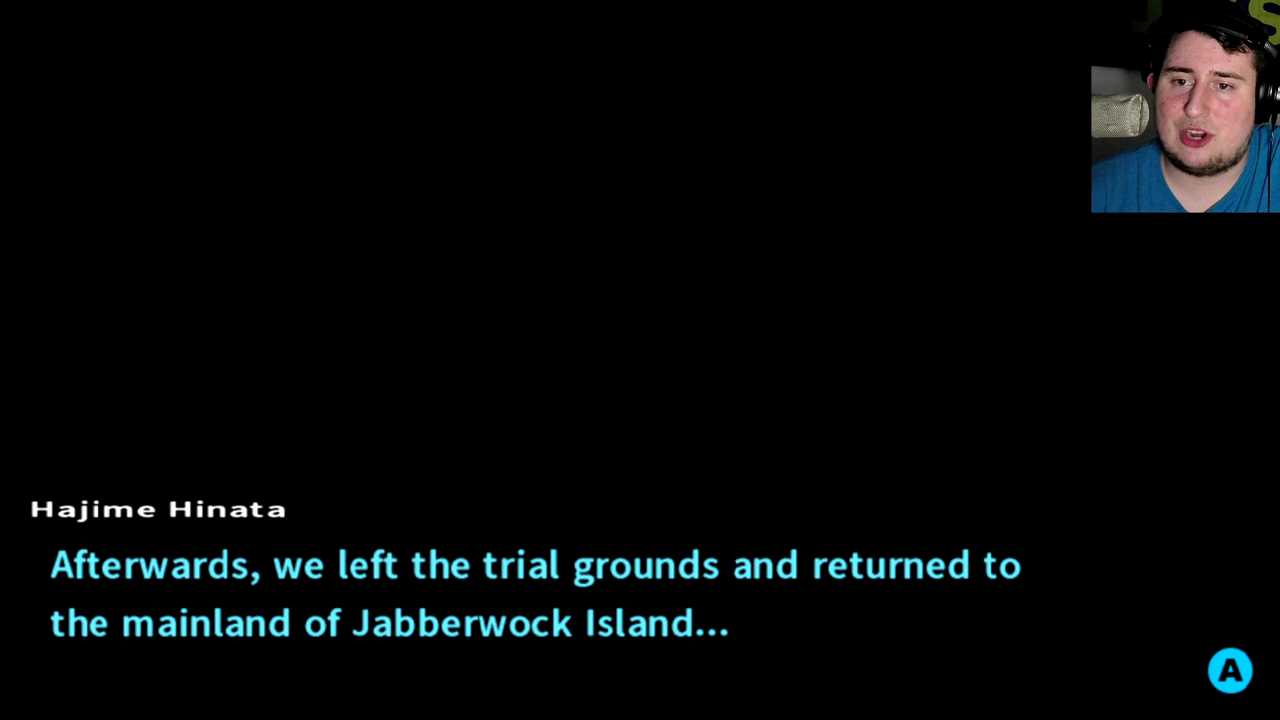 Hajime Hinata
Afterwards, we left the trial grounds and returned to
the mainland of Jabberwock Island...
A